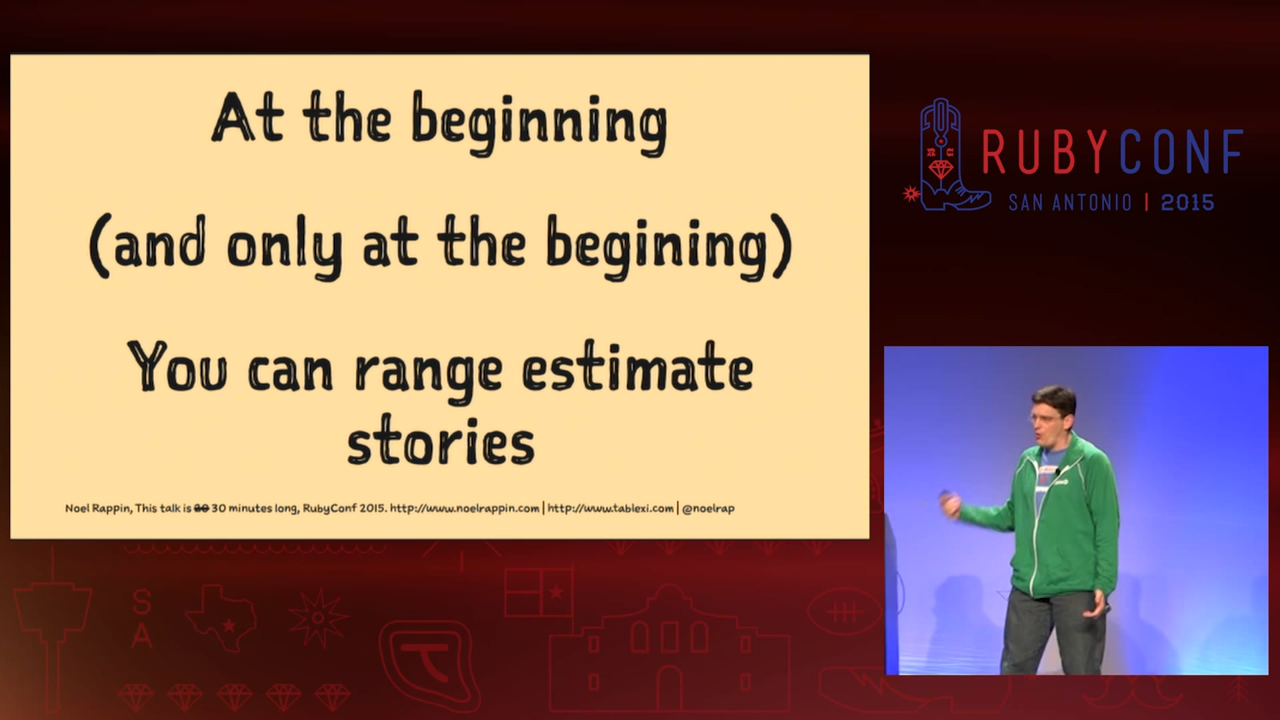 At the beginning
(and only at the begining)
You can range estimate
stories
Noel Rappin, This talk is 20 30 minutes long, RubyConf 2015. http://www.noelrappin.com | http://www.tablexi.com | @noelrap
RUBYCONF
SAN ANTONIO | 2015
S
A